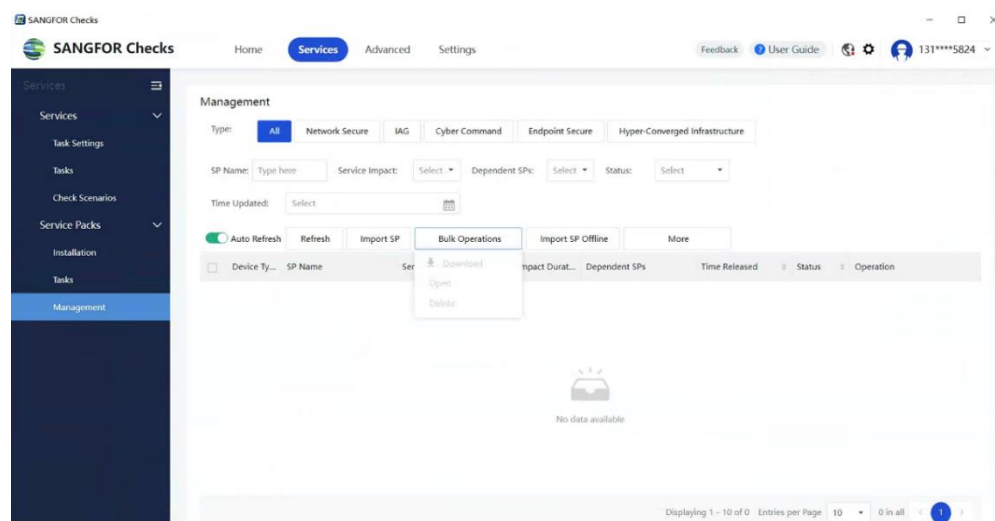 SANGFOR Checks
SANGFOR Checks Home Services Advanced Settings Feedback User Guide 131****5824
Services
Services
Task Settings
Tasks
Check Scenarios
Service Packs
Installation
Tasks
Management
Management
Type: All Network Secure IAG Cyber Command Endpoint Secure Hyper-Converged Infrastructure
SP Name: Type here Service Impact: Select Dependent SPs: Select Status: Select
Time Updated: Select
Auto Refresh Refresh Import SP Bulk Operations Import SP Offline More
Device Ty... SP Name Ser mpact Durat... Dependent SPs Time Released Status Operation
Download
Open
Delete
No data available
Displaying 1 - 10 of 0 Entries per Page 10 0 in all 1